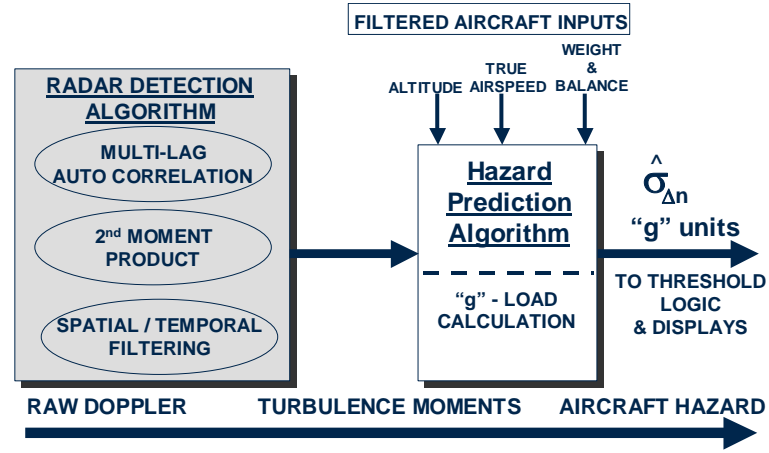 FILTERED AIRCRAFT INPUTS
ALTITUDE
TRUE
AIRSPEED
WEIGHT
&
BALANCE
RADAR DETECTION
ALGORITHM
MULTI-LAG
AUTO CORRELATION
2nd MOMENT
PRODUCT
SPATIAL / TEMPORAL
FILTERING
Hazard
Prediction
Algorithm
“g” - LOAD
CALCULATION
σ̂Δn
“g” units
TO THRESHOLD
LOGIC
& DISPLAYS
RAW DOPPLER
TURBULENCE MOMENTS
AIRCRAFT HAZARD